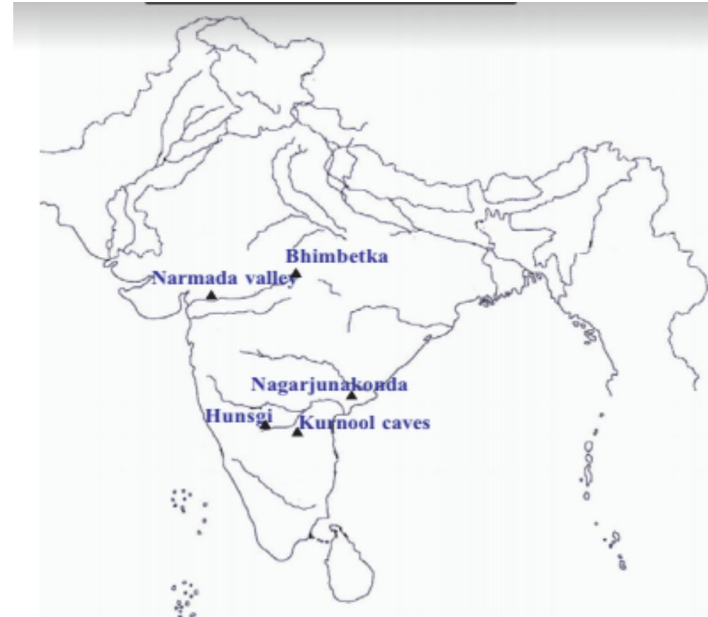 Bhimbetka
Narmada valley
Nagarjunakonda
Hunsgi
Kurnool caves